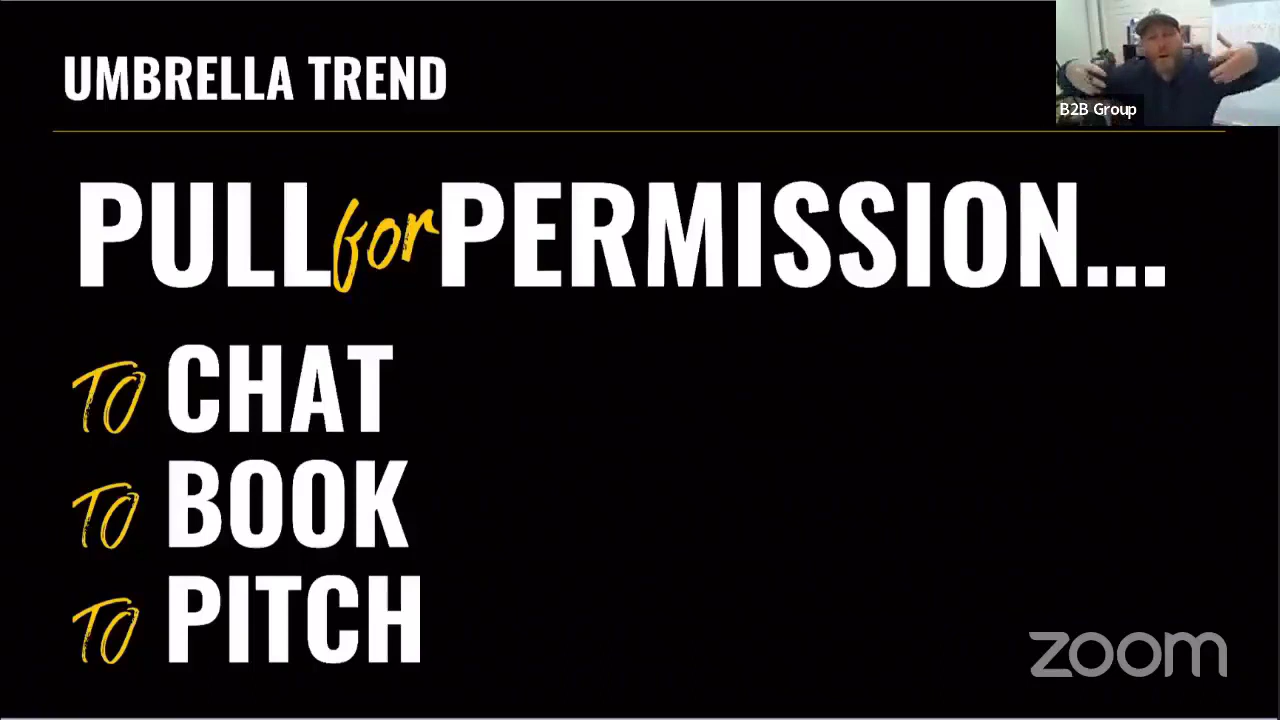 UMBRELLA TREND
B2B Group
PULL for PERMISSION...
TO CHAT
TO BOOK
TO PITCH
zoom